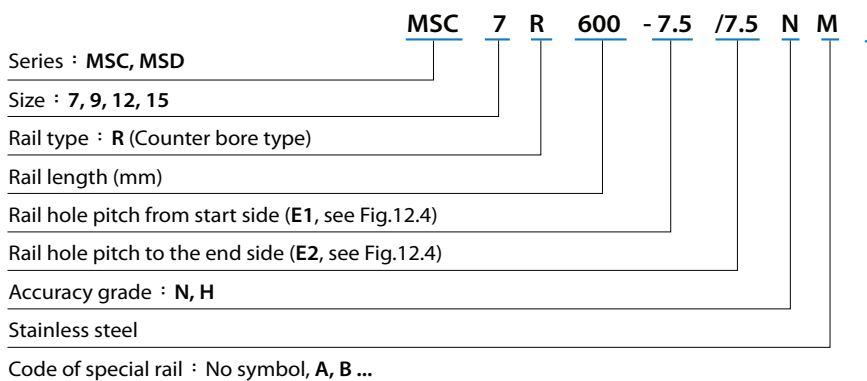 MSC 7 R 600 - 7.5 /7.5 N M
Series : MSC, MSD
Size : 7, 9, 12, 15
Rail type : R (Counter bore type)
Rail length (mm)
Rail hole pitch from start side (E1, see Fig.12.4)
Rail hole pitch to the end side (E2, see Fig.12.4)
Accuracy grade : N, H
Stainless steel
Code of special rail : No symbol, A, B ...